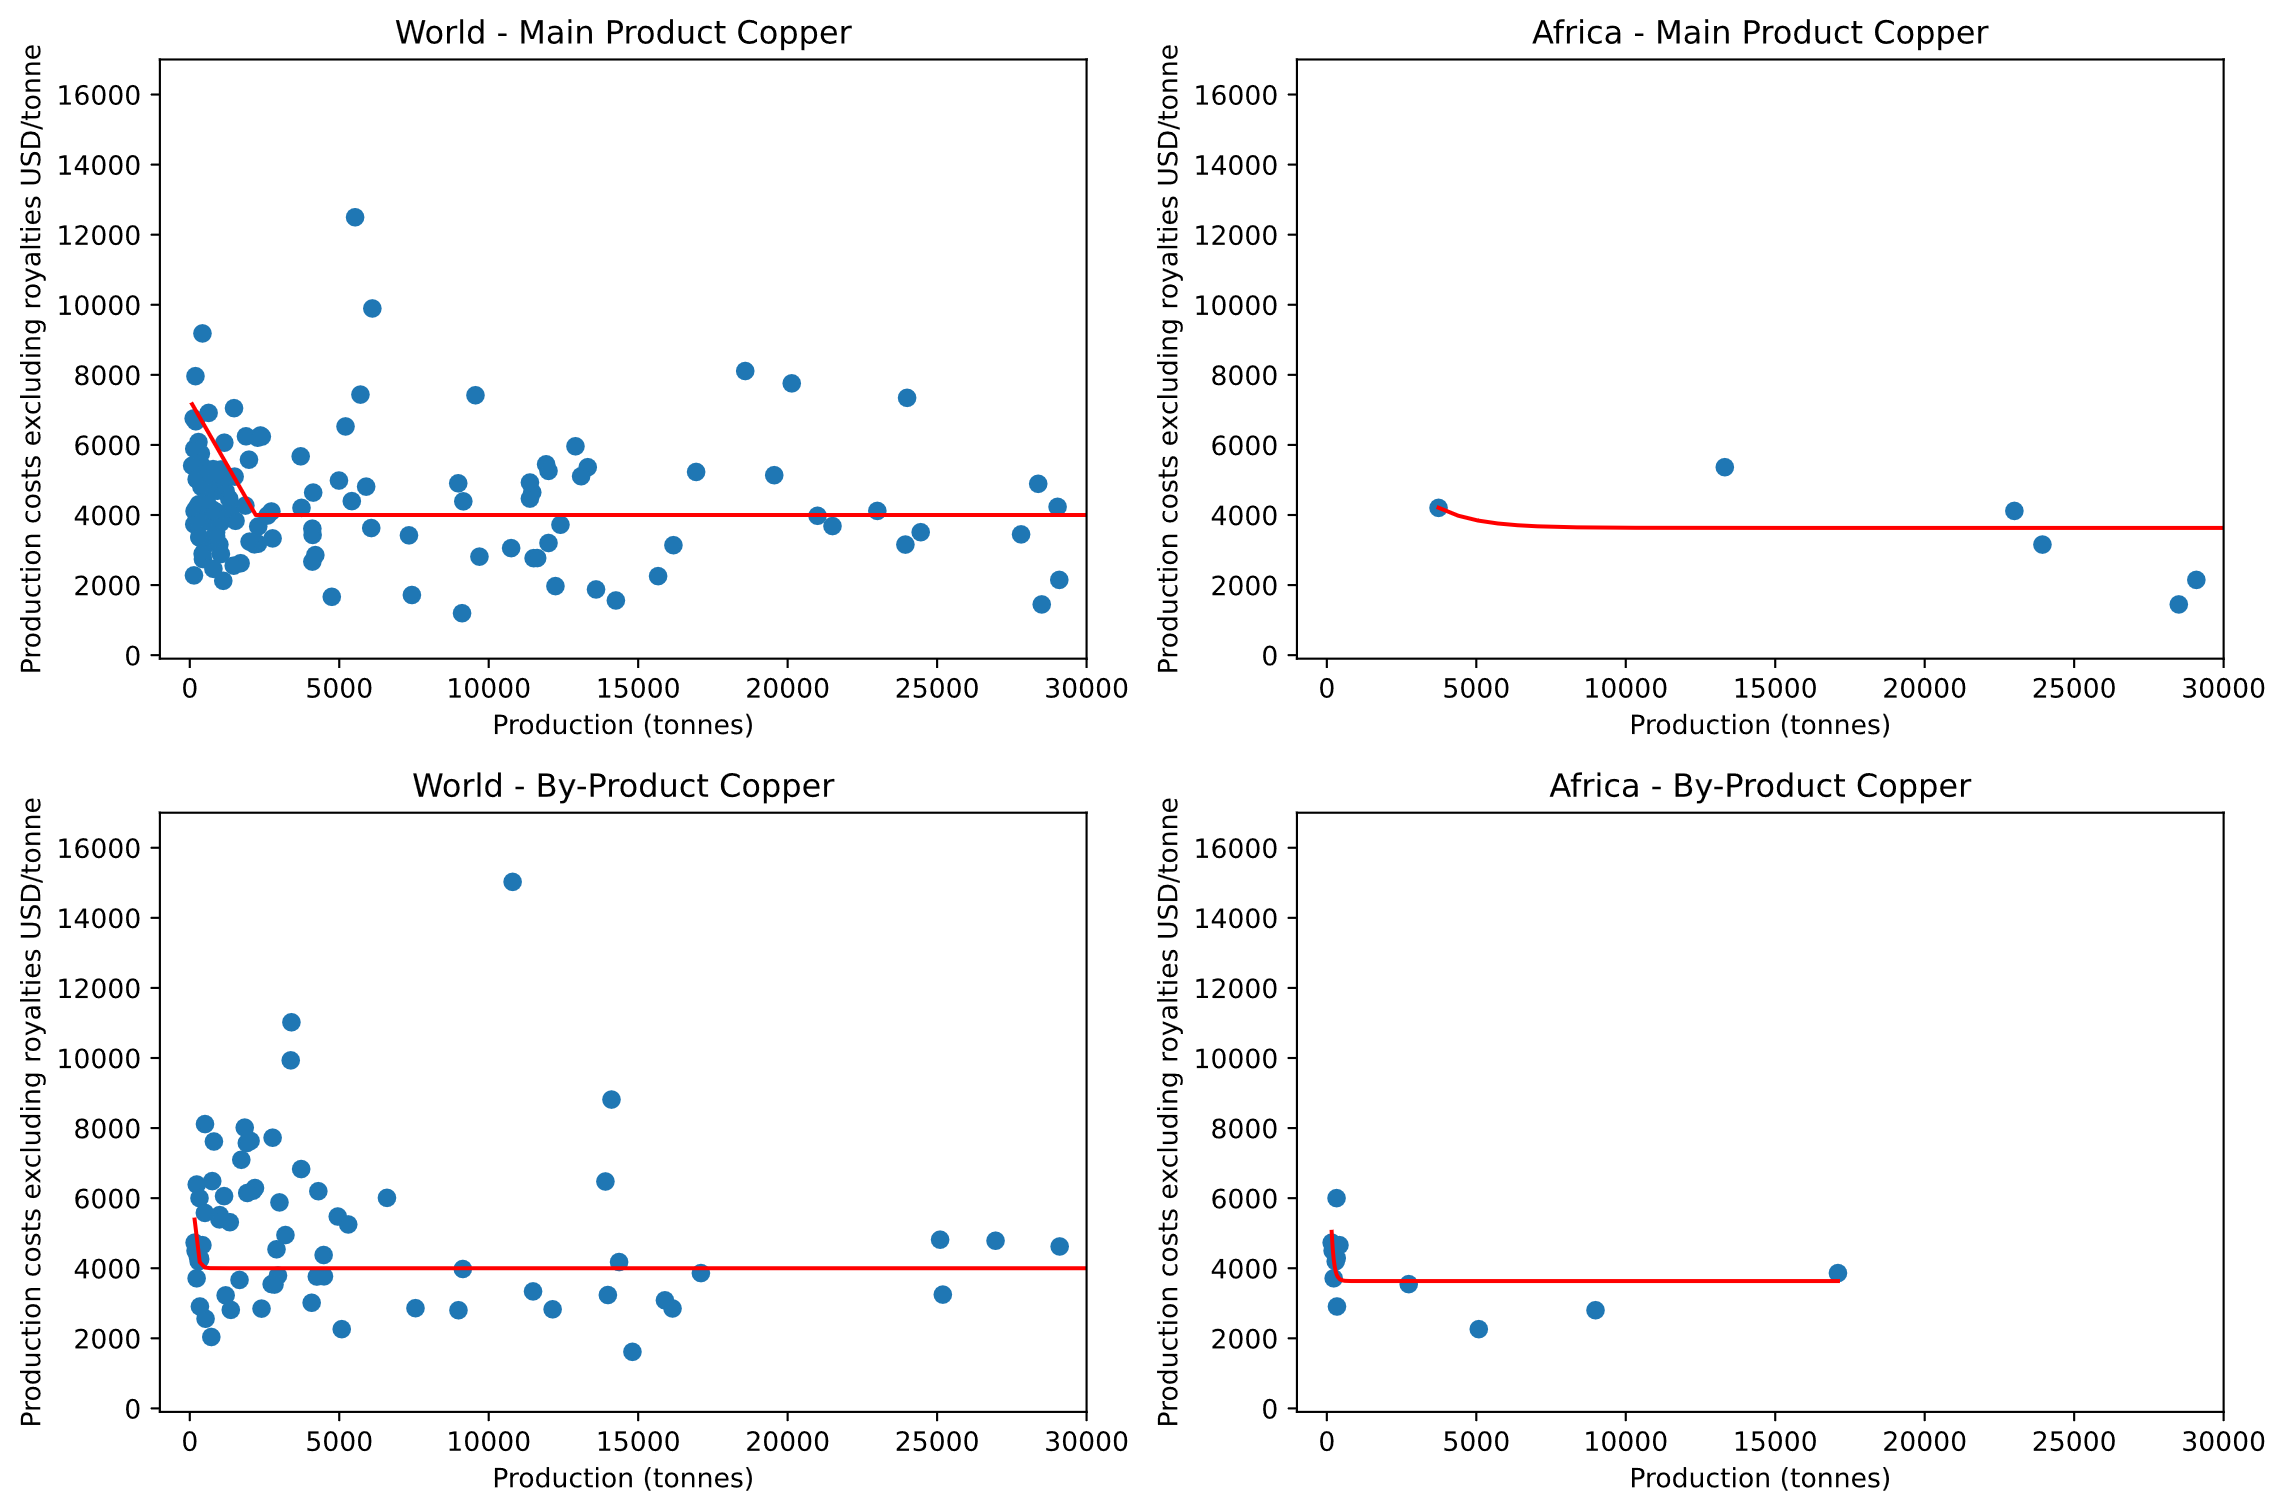 World - Main Product Copper
Production costs excluding royalties USD/tonne
16000
14000
12000
10000
8000
6000
4000
2000
0
0 5000 10000 15000 20000 25000 30000
Production (tonnes)
Africa - Main Product Copper
Production costs excluding royalties USD/tonne
16000
14000
12000
10000
8000
6000
4000
2000
0
0 5000 10000 15000 20000 25000 30000
Production (tonnes)
World - By-Product Copper
Production costs excluding royalties USD/tonne
16000
14000
12000
10000
8000
6000
4000
2000
0
0 5000 10000 15000 20000 25000 30000
Production (tonnes)
Africa - By-Product Copper
Production costs excluding royalties USD/tonne
16000
14000
12000
10000
8000
6000
4000
2000
0
0 5000 10000 15000 20000 25000 30000
Production (tonnes)